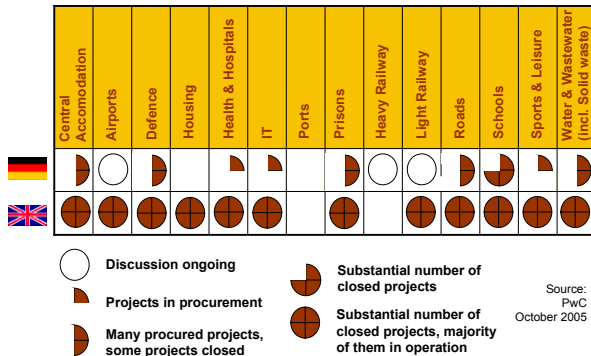 Central
Accomodation
Airports
Defence
Housing
Health & Hospitals
IT
Ports
Prisons
Heavy Railway
Light Railway
Roads
Schools
Sports & Leisure
Water & Wastewater
(incl. Solid waste)
Discussion ongoing
Projects in procurement
Many procured projects,
some projects closed
Substantial number of
closed projects
Substantial number of
closed projects, majority
of them in operation
Source:
PwC
October 2005